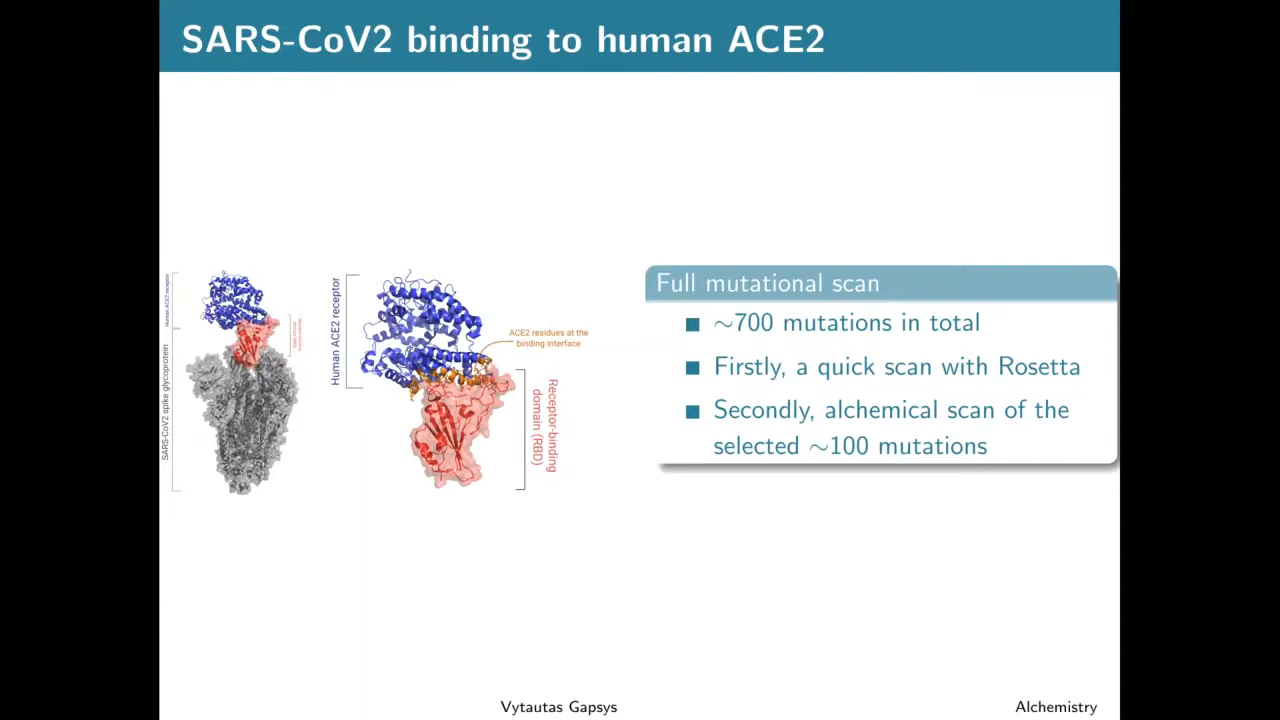 SARS-CoV2 binding to human ACE2
Human ACE2 receptor
SARS-CoV2 spike glycoprotein
Human ACE2 receptor
ACE2 residues at the
binding interface
Receptor-binding
domain (RBD)
Full mutational scan
~700 mutations in total
Firstly, a quick scan with Rosetta
Secondly, alchemical scan of the
selected ~100 mutations
Vytautas Gapsys
Alchemistry